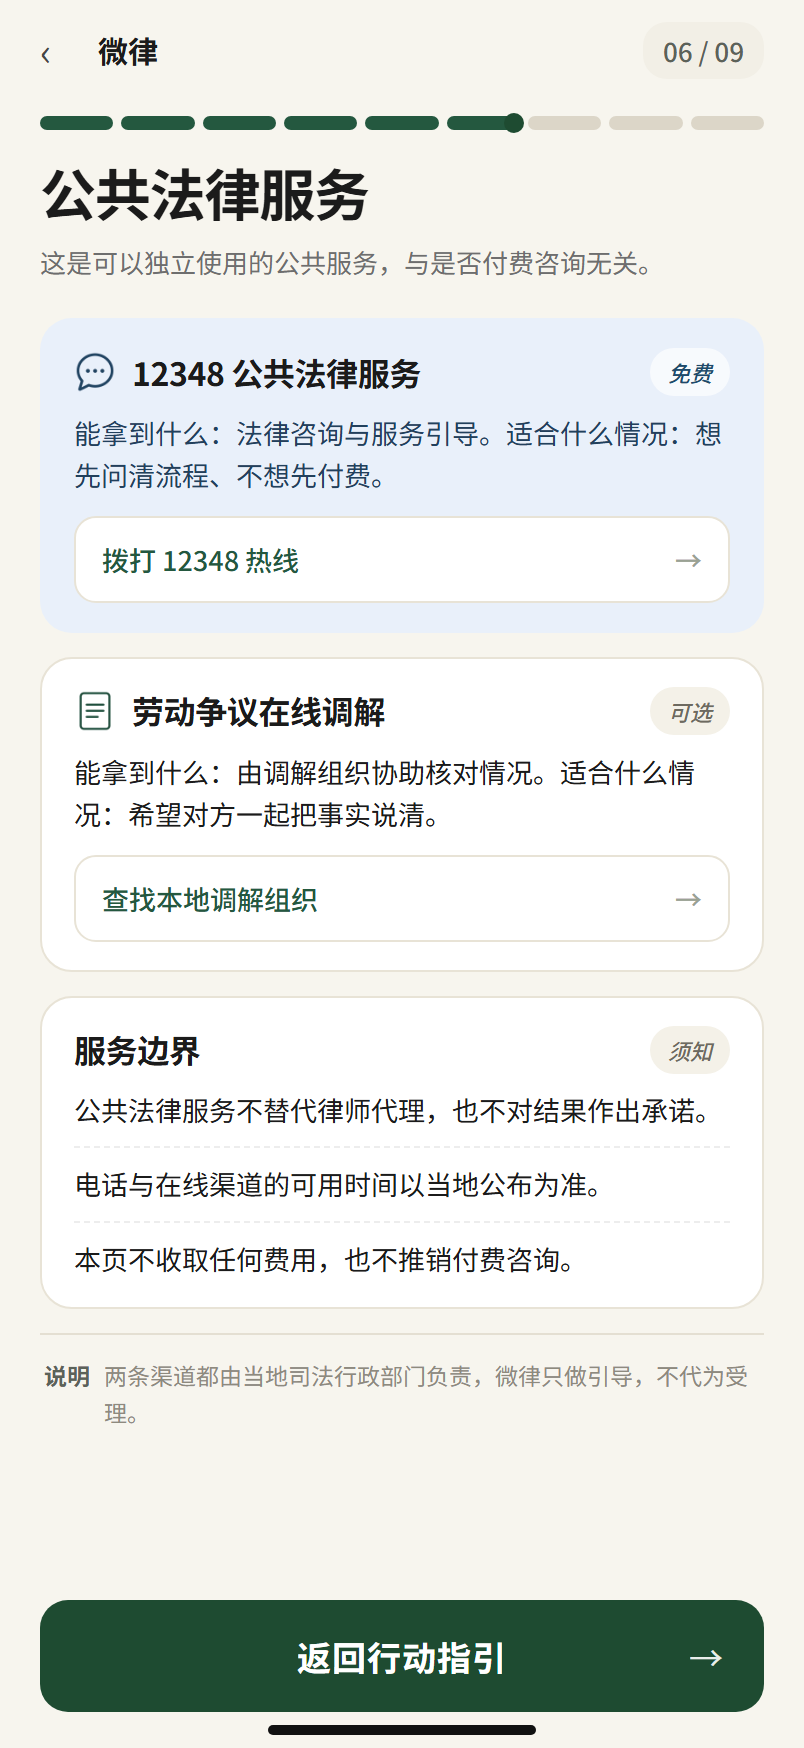 ‹ 微律 06 / 09
公共法律服务
这是可以独立使用的公共服务，与是否付费咨询无关。
12348 公共法律服务 免费
能拿到什么：法律咨询与服务引导。适合什么情况：想
先问清流程、不想先付费。
拨打 12348 热线 →
劳动争议在线调解 可选
能拿到什么：由调解组织协助核对情况。适合什么情
况：希望对方一起把事实说清。
查找本地调解组织 →
服务边界 须知
公共法律服务不替代律师代理，也不对结果作出承诺。
电话与在线渠道的可用时间以当地公布为准。
本页不收取任何费用，也不推销付费咨询。
说明 两条渠道都由当地司法行政部门负责，微律只做引导，不代为受
理。
返回行动指引 →